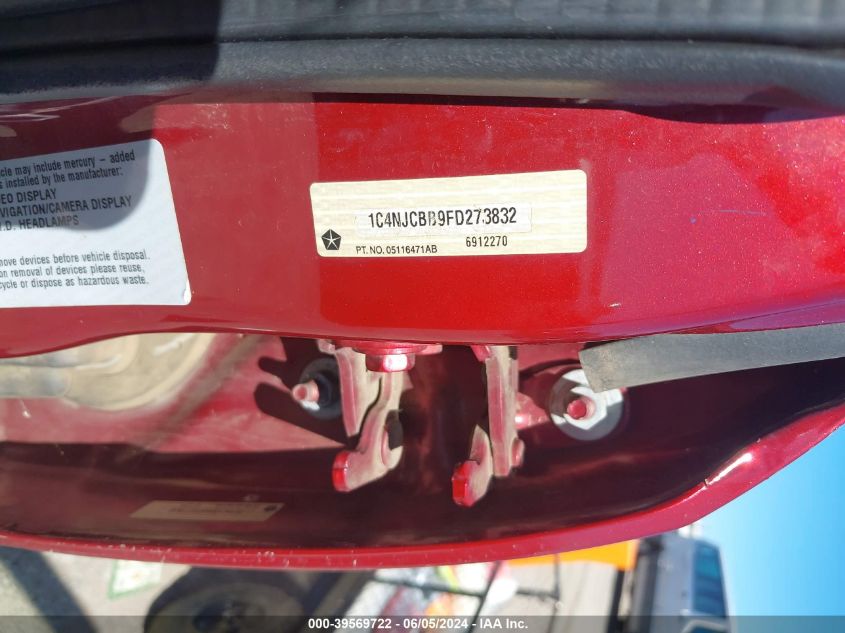 cle may include mercury – added
s installed by the manufacturer:
EO DISPLAY
VIGATION/CAMERA DISPLAY
.D. HEADLAMPS
move devices before vehicle disposal.
on removal of devices please reuse,
cycle or dispose as hazardous waste.
1C4NJCBB9FD273832
PT. NO. 05116471AB 6912270
000-39569722 - 06/05/2024 - IAA Inc.